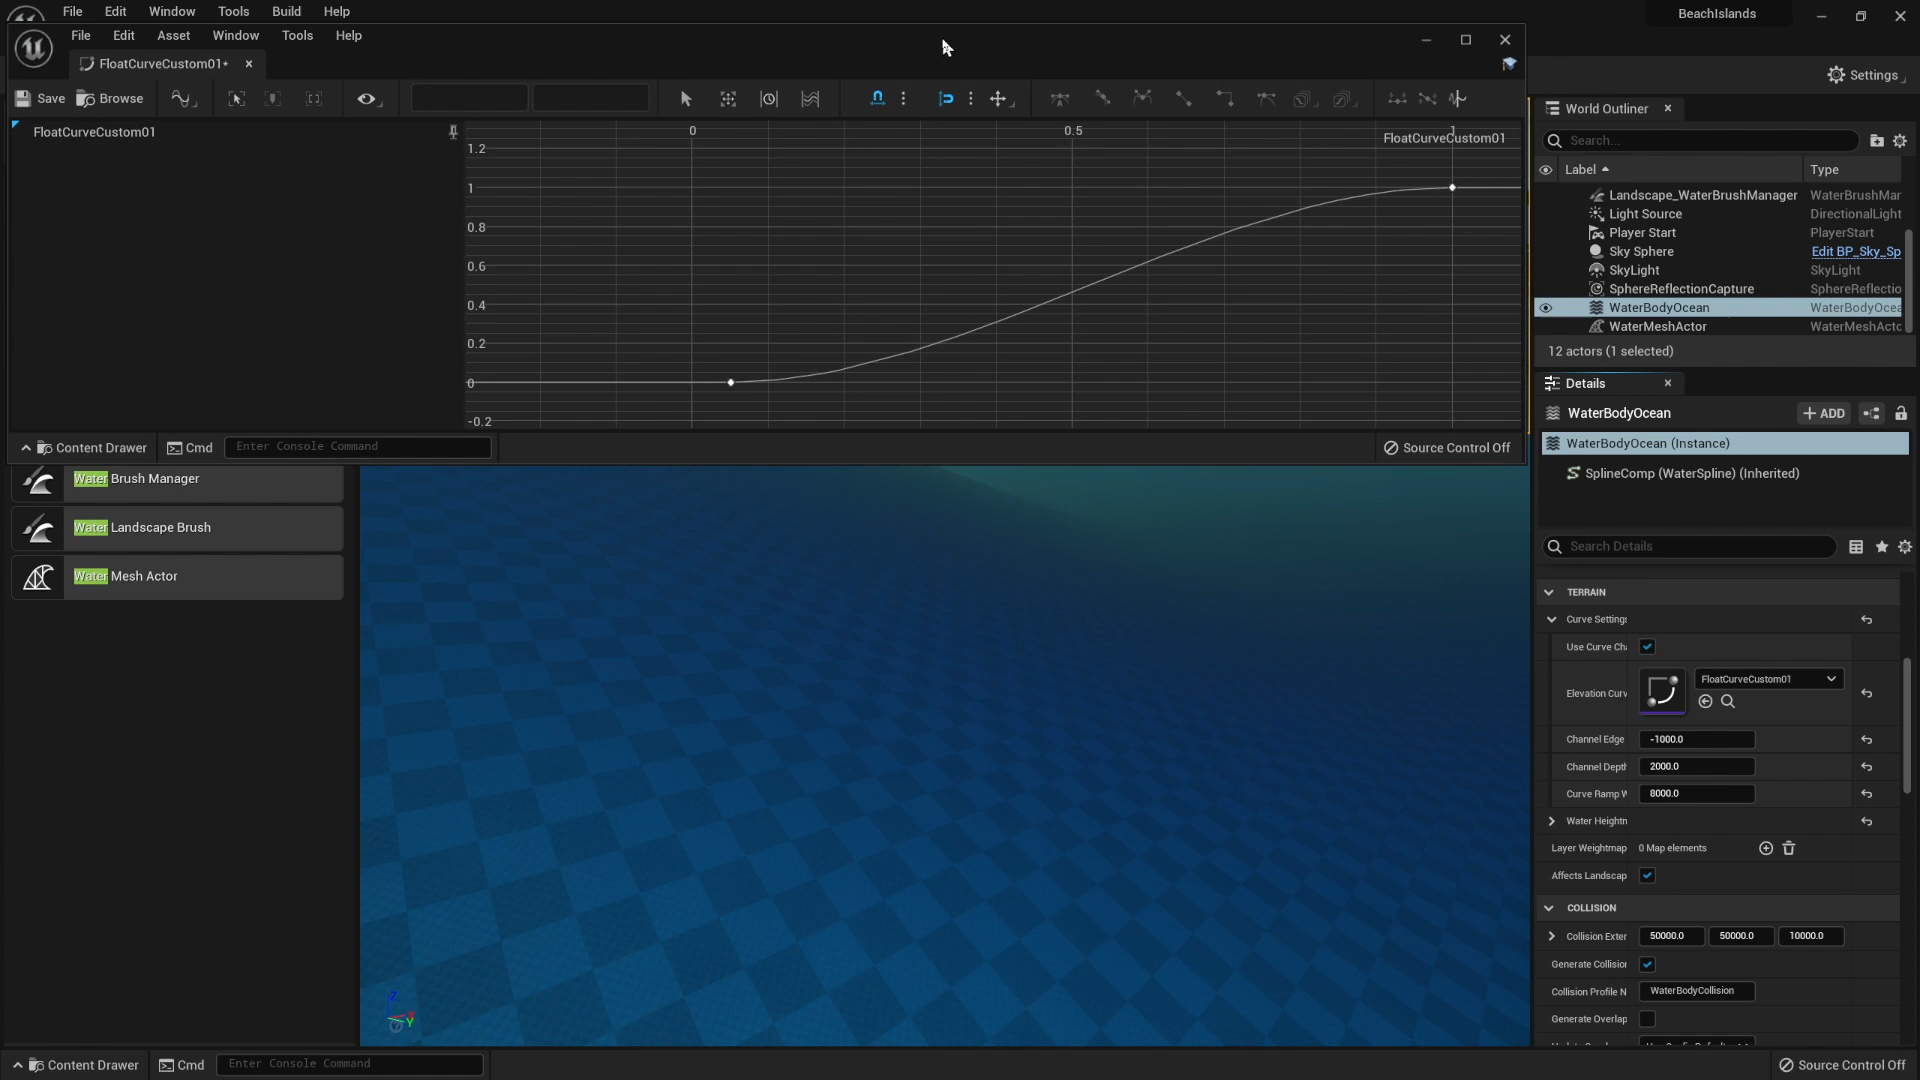 File Edit Window Tools Build Help
BeachIslands
File Edit Asset Window Tools Help
FloatCurveCustom01*
Save Browse
Settings
FloatCurveCustom01
0 0.5 1
FloatCurveCustom01
1.2
1
0.8
0.6
0.4
0.2
0
-0.2
Content Drawer Cmd Enter Console Command
Source Control Off
Water Brush Manager
Water Landscape Brush
Water Mesh Actor
World Outliner
Search...
Label Type
Landscape_WaterBrushManager WaterBrushMar
Light Source DirectionalLight
Player Start PlayerStart
Sky Sphere Edit BP_Sky_Sp
SkyLight SkyLight
SphereReflectionCapture SphereReflectio
WaterBodyOcean WaterBodyOcea
WaterMeshActor WaterMeshActc
12 actors (1 selected)
Details
WaterBodyOcean
ADD
WaterBodyOcean (Instance)
SplineComp (WaterSpline) (Inherited)
Search Details
TERRAIN
Curve Settings
Use Curve Ch
Elevation Curv FloatCurveCustom01
Channel Edge -1000.0
Channel Depth 2000.0
Curve Ramp W 8000.0
Water Heightn
Layer Weightmap 0 Map elements
Affects Landscap
COLLISION
Collision Exter 50000.0 50000.0 10000.0
Generate Collision
Collision Profile N WaterBodyCollision
Generate Overlap
Z
X
Y
Content Drawer Cmd Enter Console Command
Source Control Off